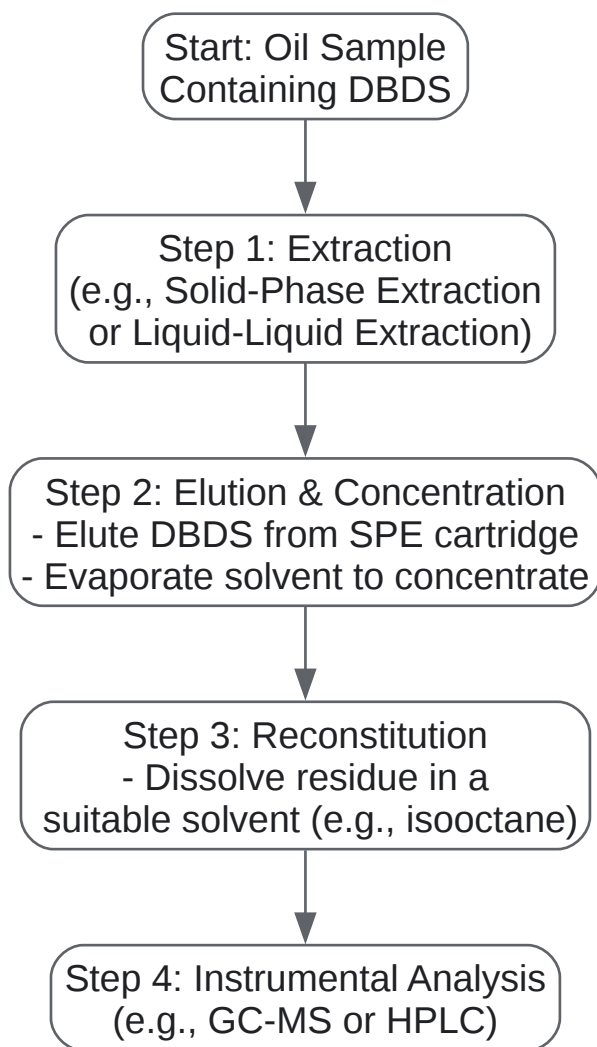 Start: Oil Sample
Containing DBDS
Step 1: Extraction
(e.g., Solid-Phase Extraction
or Liquid-Liquid Extraction)
Step 2: Elution & Concentration
- Elute DBDS from SPE cartridge
- Evaporate solvent to concentrate
Step 3: Reconstitution
- Dissolve residue in a
suitable solvent (e.g., isooctane)
Step 4: Instrumental Analysis
(e.g., GC-MS or HPLC)